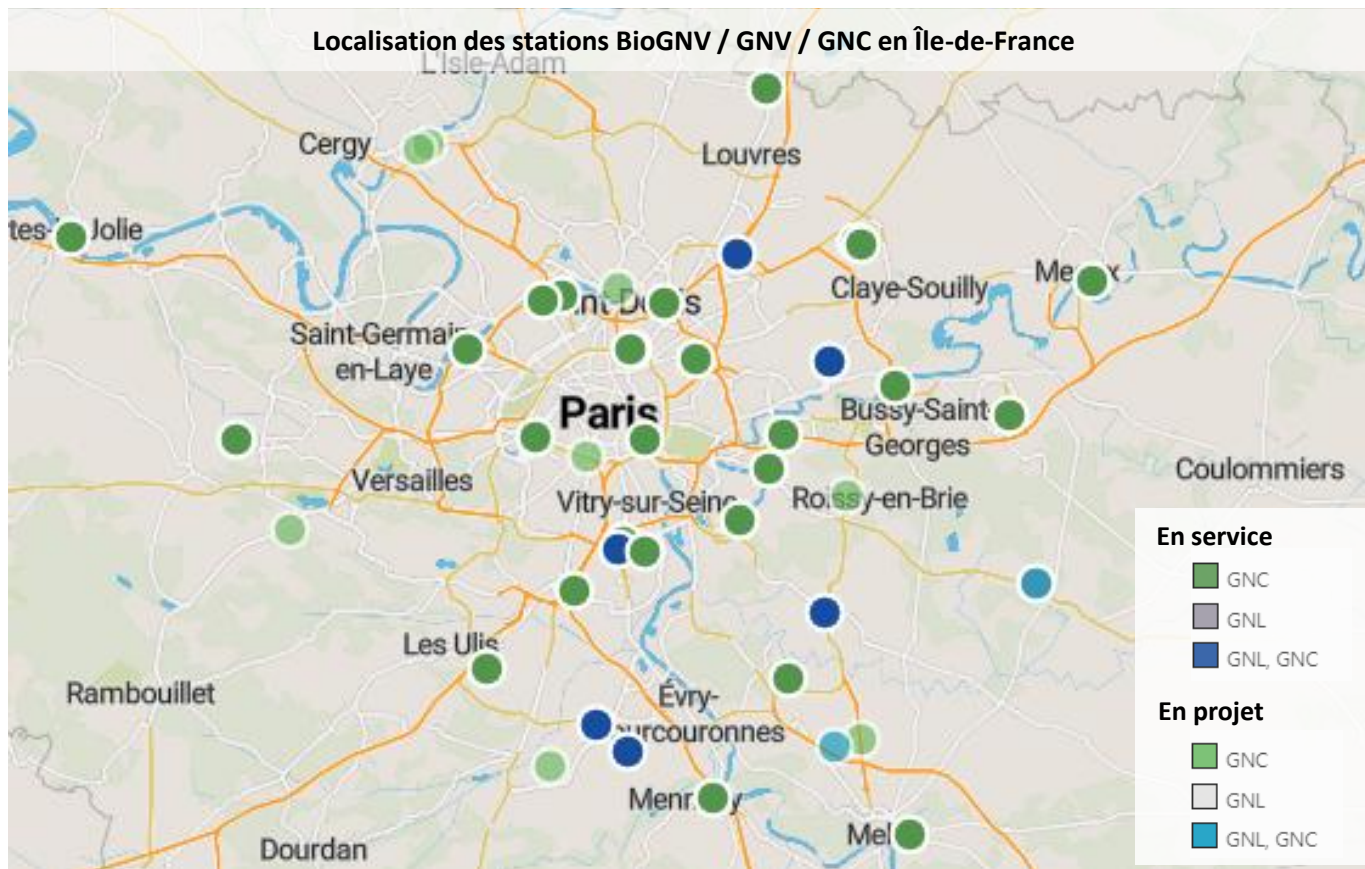 Localisation des stations BioGNV / GNV / GNC en Île-de-France
L'Isle-Adam
Cergy
Louvres
Jolie
Claye-Souilly
Saint-Germain
en-Laye
Paris
Bussy-Saint
Georges
Coulommiers
Versailles
Vitry-sur-Seine
En service
GNC
GNL
GNL, GNC
Les Ulis
Rambouillet
Évry-
En projet
GNC
GNL
GNL, GNC
Dourdan